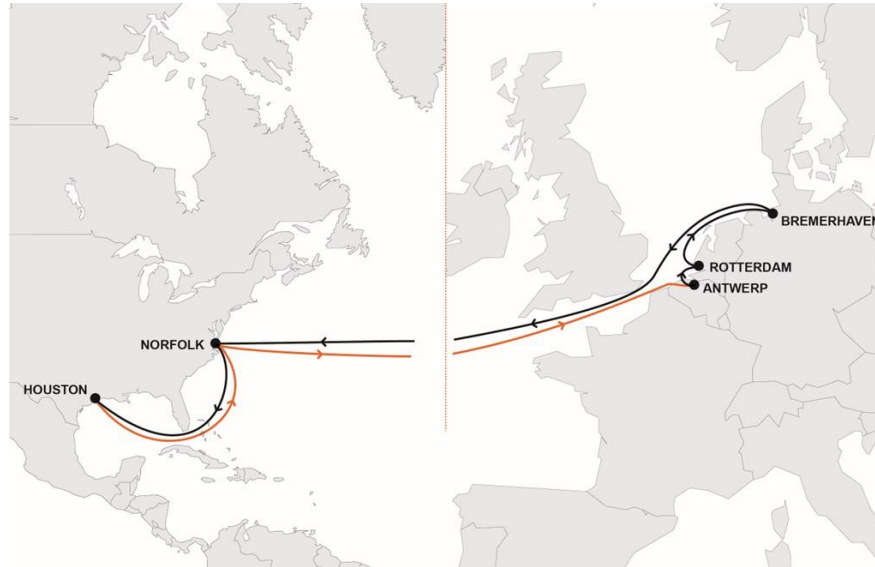 BREMERHAVEN
ROTTERDAM
ANTWERP
NORFOLK
HOUSTON